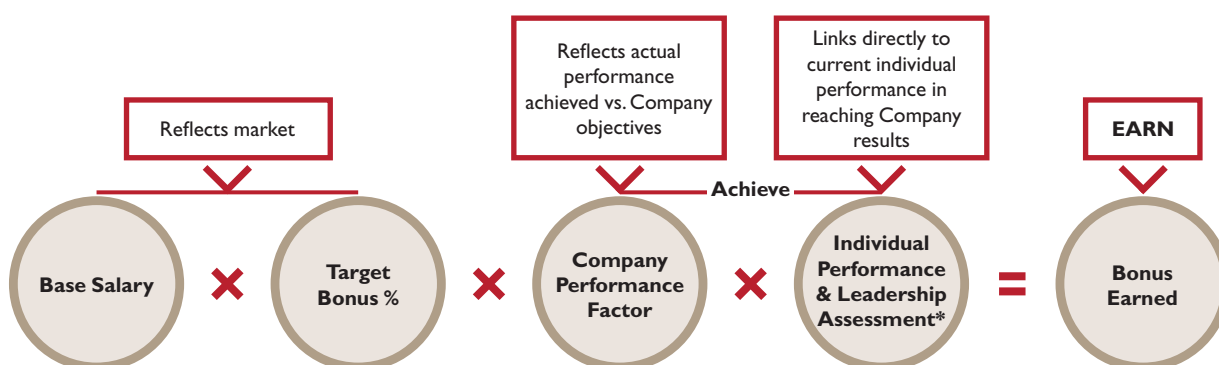 Reflects market
Reflects actual
performance
achieved vs. Company
objectives
Links directly to
current individual
performance in
reaching Company
results
EARN
Achieve
Base Salary
×
Target
Bonus %
×
Company
Performance
Factor
×
Individual
Performance
& Leadership
Assessment*
=
Bonus
Earned